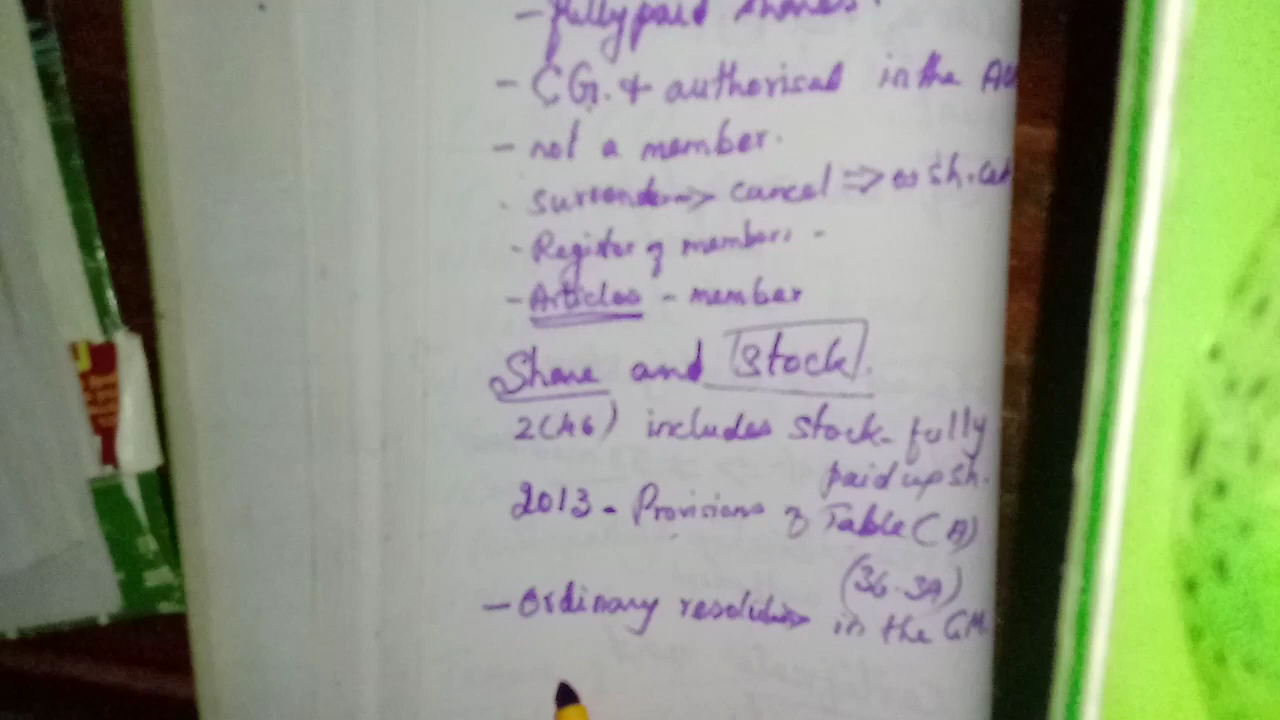 - fully paid shares.
- CG. & authorised in the
- not a member.
. surrender → cancel ⇒ sh.
- Register of members -
- Articles - member
Share and Stock.
2(46) includes stock - fully
paid up sh.
2013 - Provisions of Table (A)
(36-39)
- Ordinary resolution in the GM.